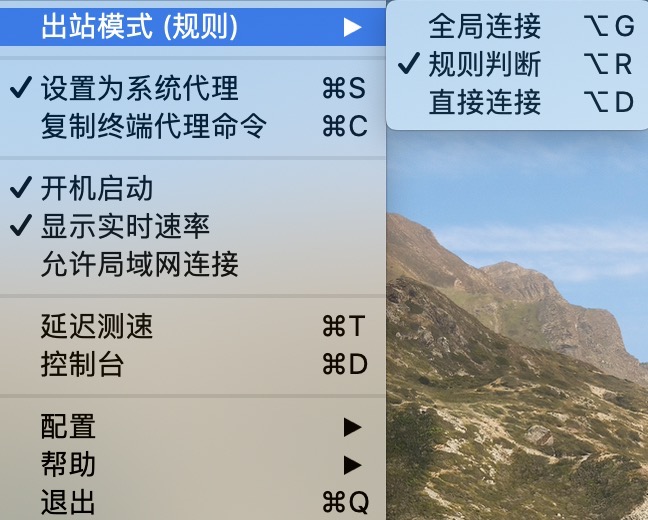 出站模式 (规则) ▶
全局连接 ⌥G
✓ 规则判断 ⌥R
直接连接 ⌥D
✓ 设置为系统代理 ⌘S
复制终端代理命令 ⌘C
✓ 开机启动
✓ 显示实时速率
允许局域网连接
延迟测速 ⌘T
控制台 ⌘D
配置 ▶
帮助 ▶
退出 ⌘Q